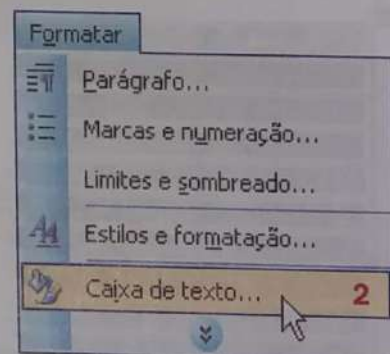 Formatar
Parágrafo...
Marcas e numeração...
Limites e sombreado...
Estilos e formatação...
Caixa de texto... 2